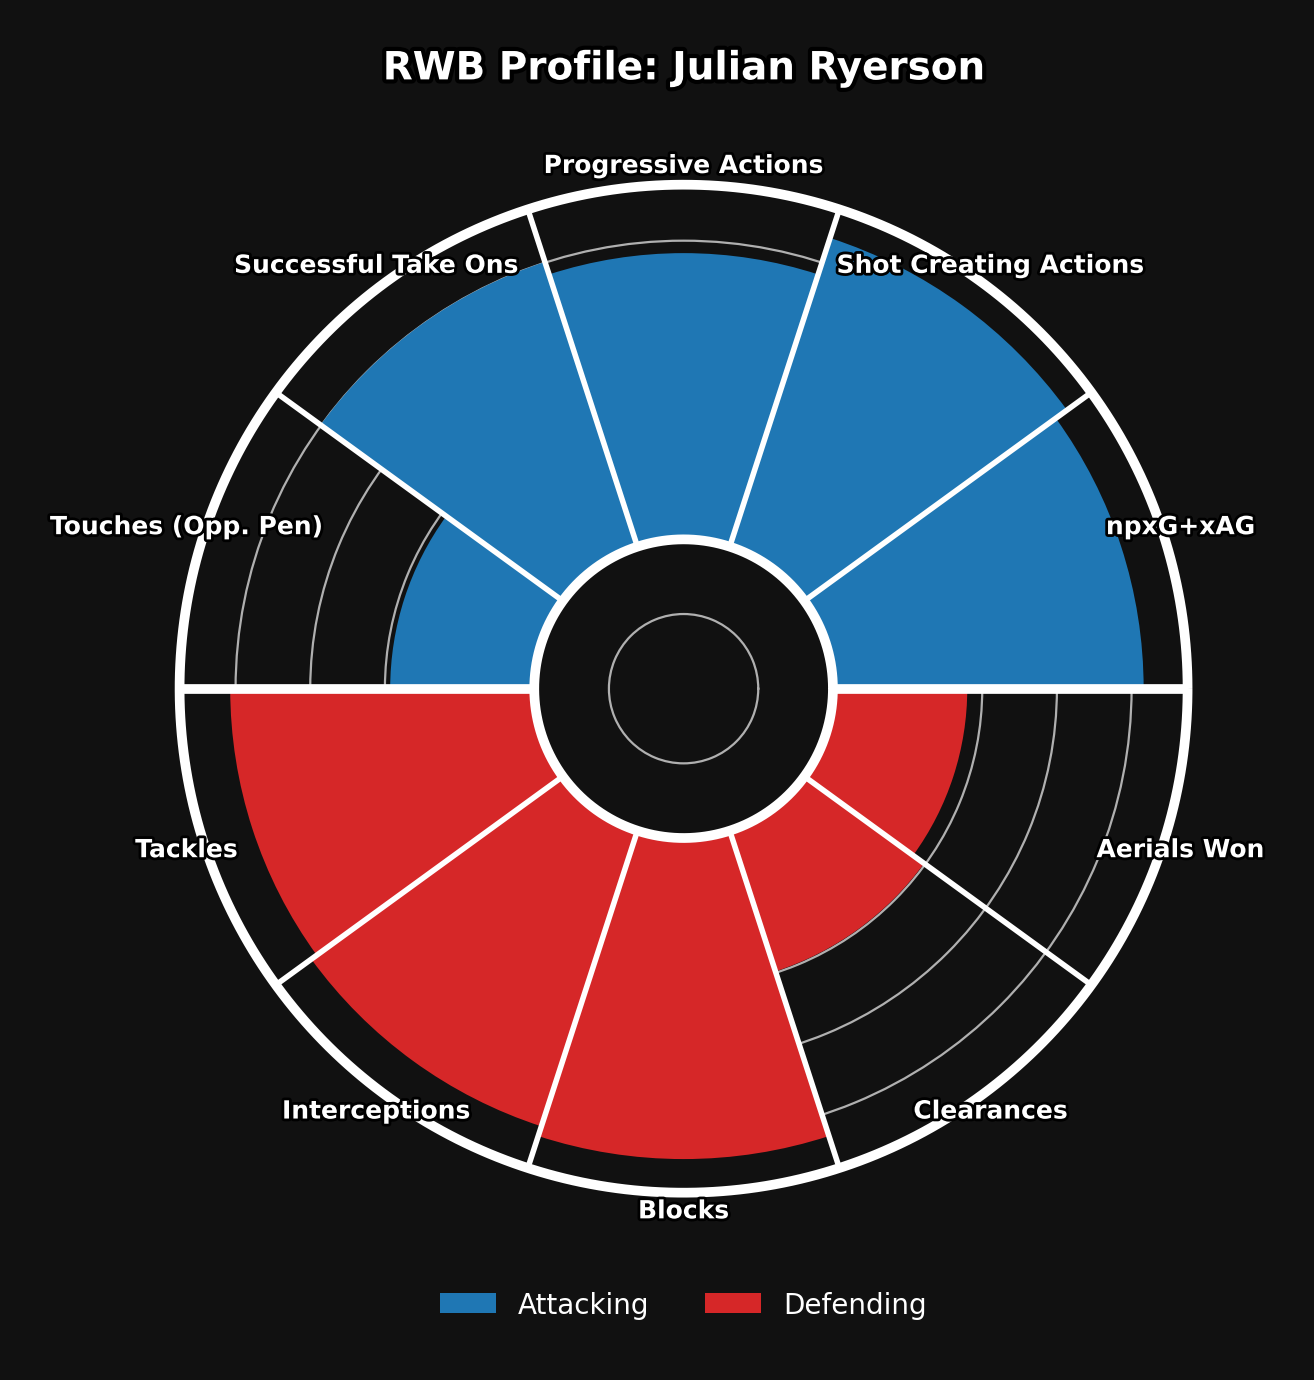 RWB Profile: Julian Ryerson
Progressive Actions
Successful Take Ons
Shot Creating Actions
Touches (Opp. Pen)
npxG+xAG
Tackles
Aerials Won
Interceptions
Clearances
Blocks
Attacking
Defending